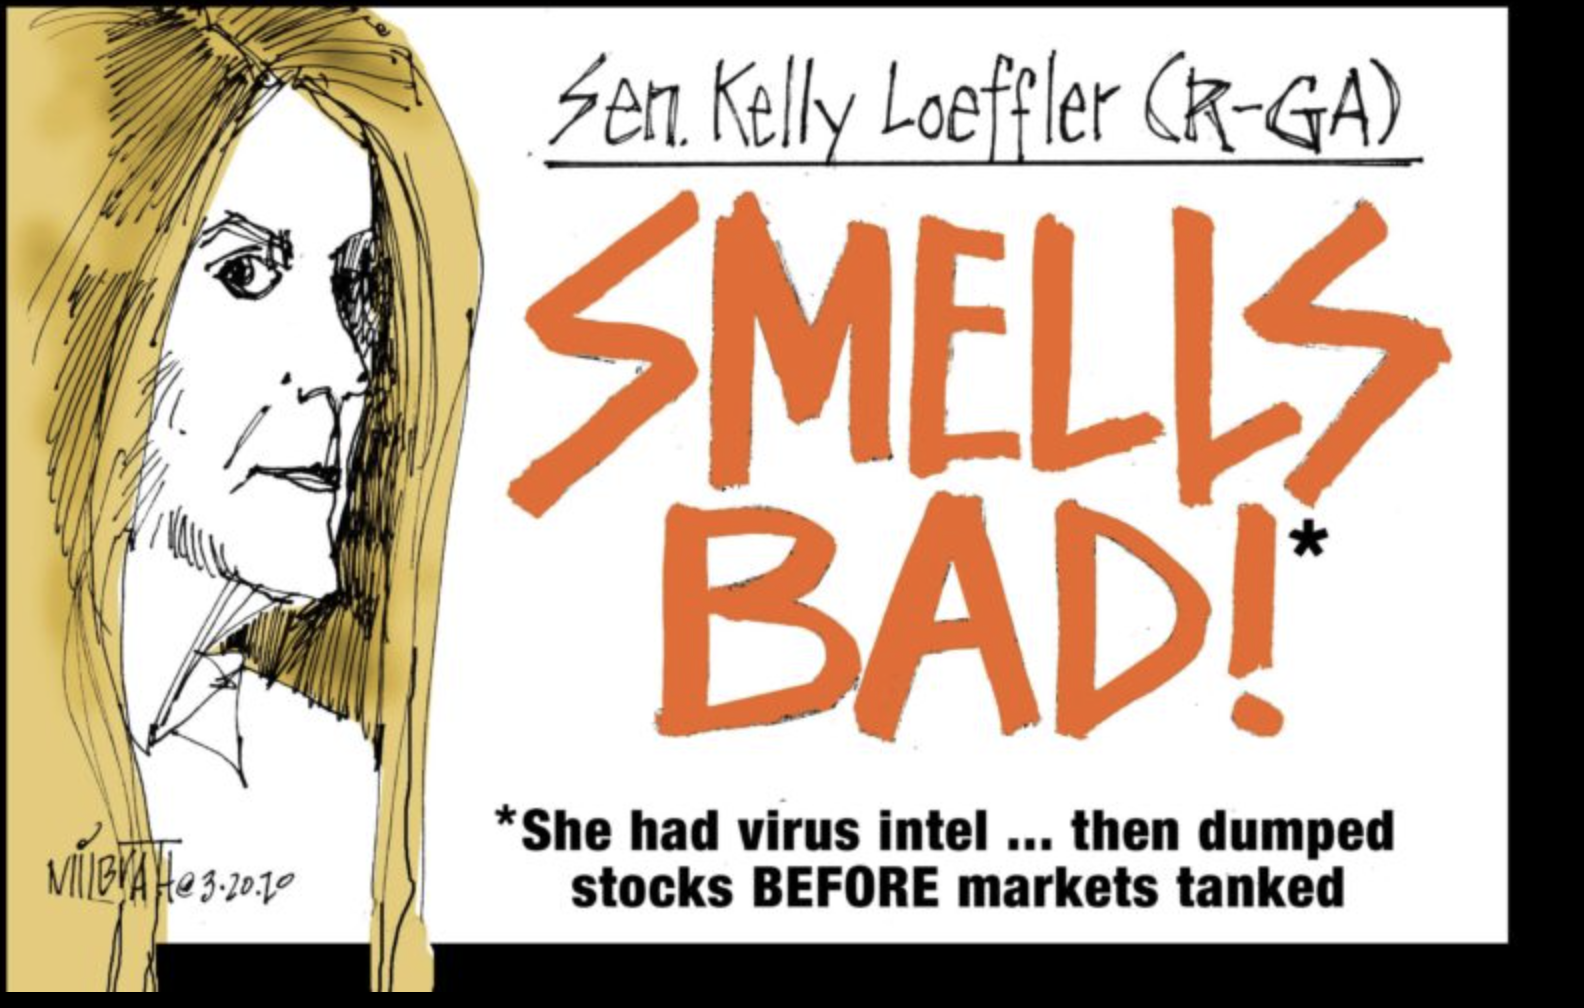 Sen. Kelly Loeffler (R-GA)
SMELLS
BAD!*
*She had virus intel ... then dumped
stocks BEFORE markets tanked
MILBRATH @ 3.20.20